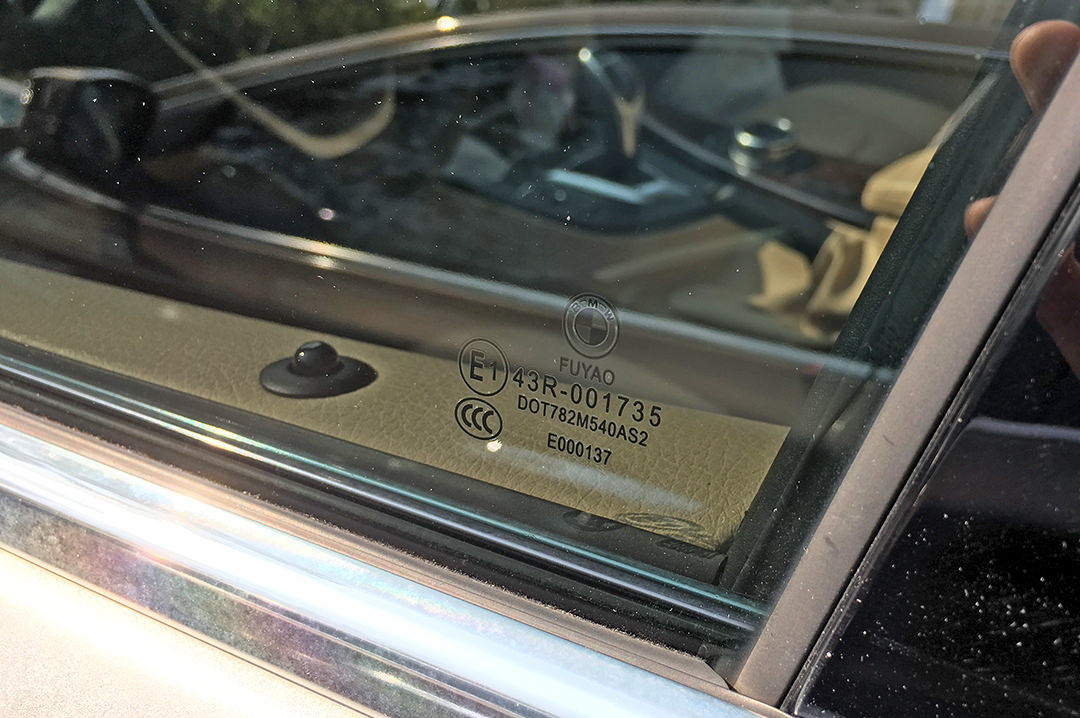 BMW
FUYAO
E1
43R-001735
CCC
DOT782M540AS2
E000137